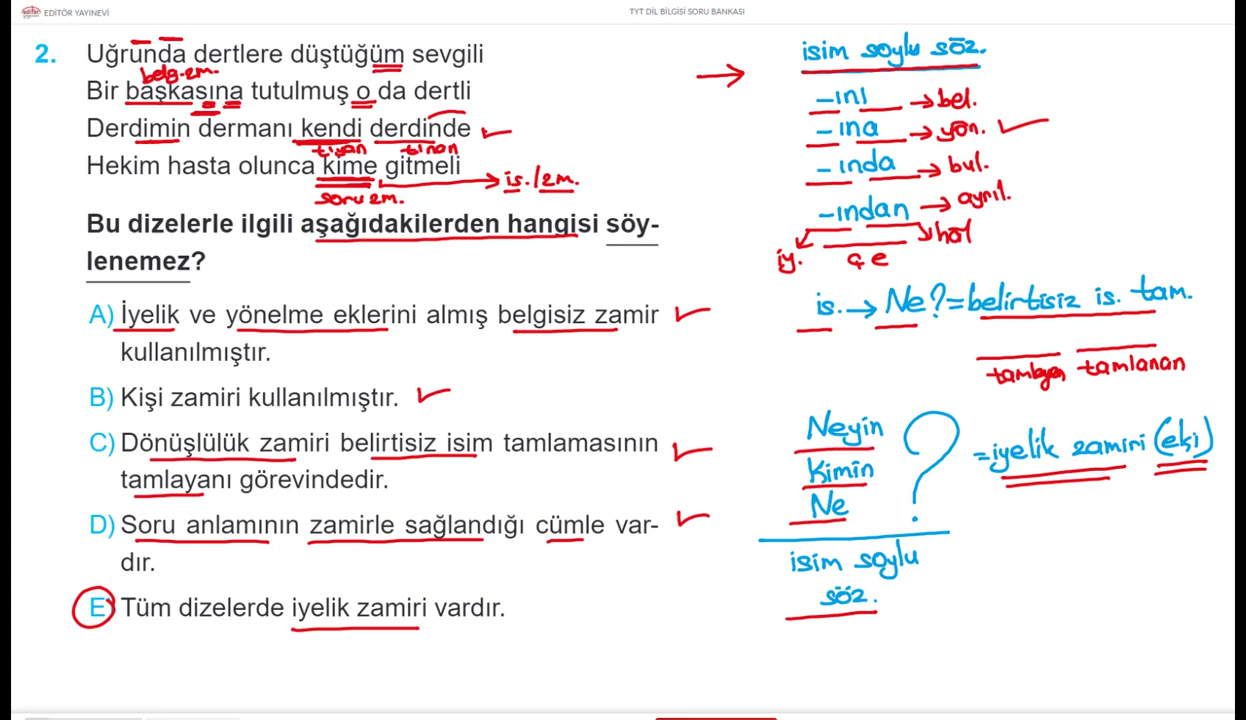 EDİTÖR YAYINEVİ
TYT DİL BİLGİSİ SORU BANKASI
2. Uğrunda dertlere düştüğüm sevgili
belg.zm.
Bir başkasına tutulmuş o da dertli
Derdimin dermanı kendi derdinde
t.yan t.nan
Hekim hasta olunca kime gitmeli
soru zm. is./zm.
Bu dizelerle ilgili aşağıdakilerden hangisi söy-
lenemez?
A) İyelik ve yönelme eklerini almış belgisiz zamir
kullanılmıştır.
B) Kişi zamiri kullanılmıştır.
C) Dönüşlülük zamiri belirtisiz isim tamlamasının
tamlayanı görevindedir.
D) Soru anlamının zamirle sağlandığı cümle var-
dır.
E) Tüm dizelerde iyelik zamiri vardır.
isim soylu söz.
-ını → bel.
-ına → yön.
-ında → bul.
-ından → ayrıl.
iy. çe hâl
is. → Ne? = belirtisiz is. tam.
tamlayan tamlanan
Neyin
Kimin
Ne
? = iyelik zamiri (eki)
isim soylu
söz.